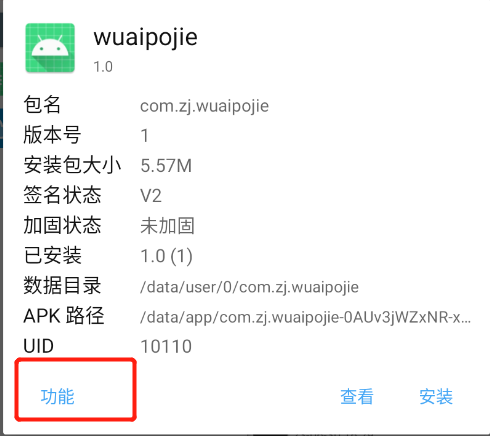 wuaipojie
1.0
包名 com.zj.wuaipojie
版本号 1
安装包大小 5.57M
签名状态 V2
加固状态 未加固
已安装 1.0 (1)
数据目录 /data/user/0/com.zj.wuaipojie
APK 路径 /data/app/com.zj.wuaipojie-0AUv3jWZxNR-x...
UID 10110
功能 查看 安装